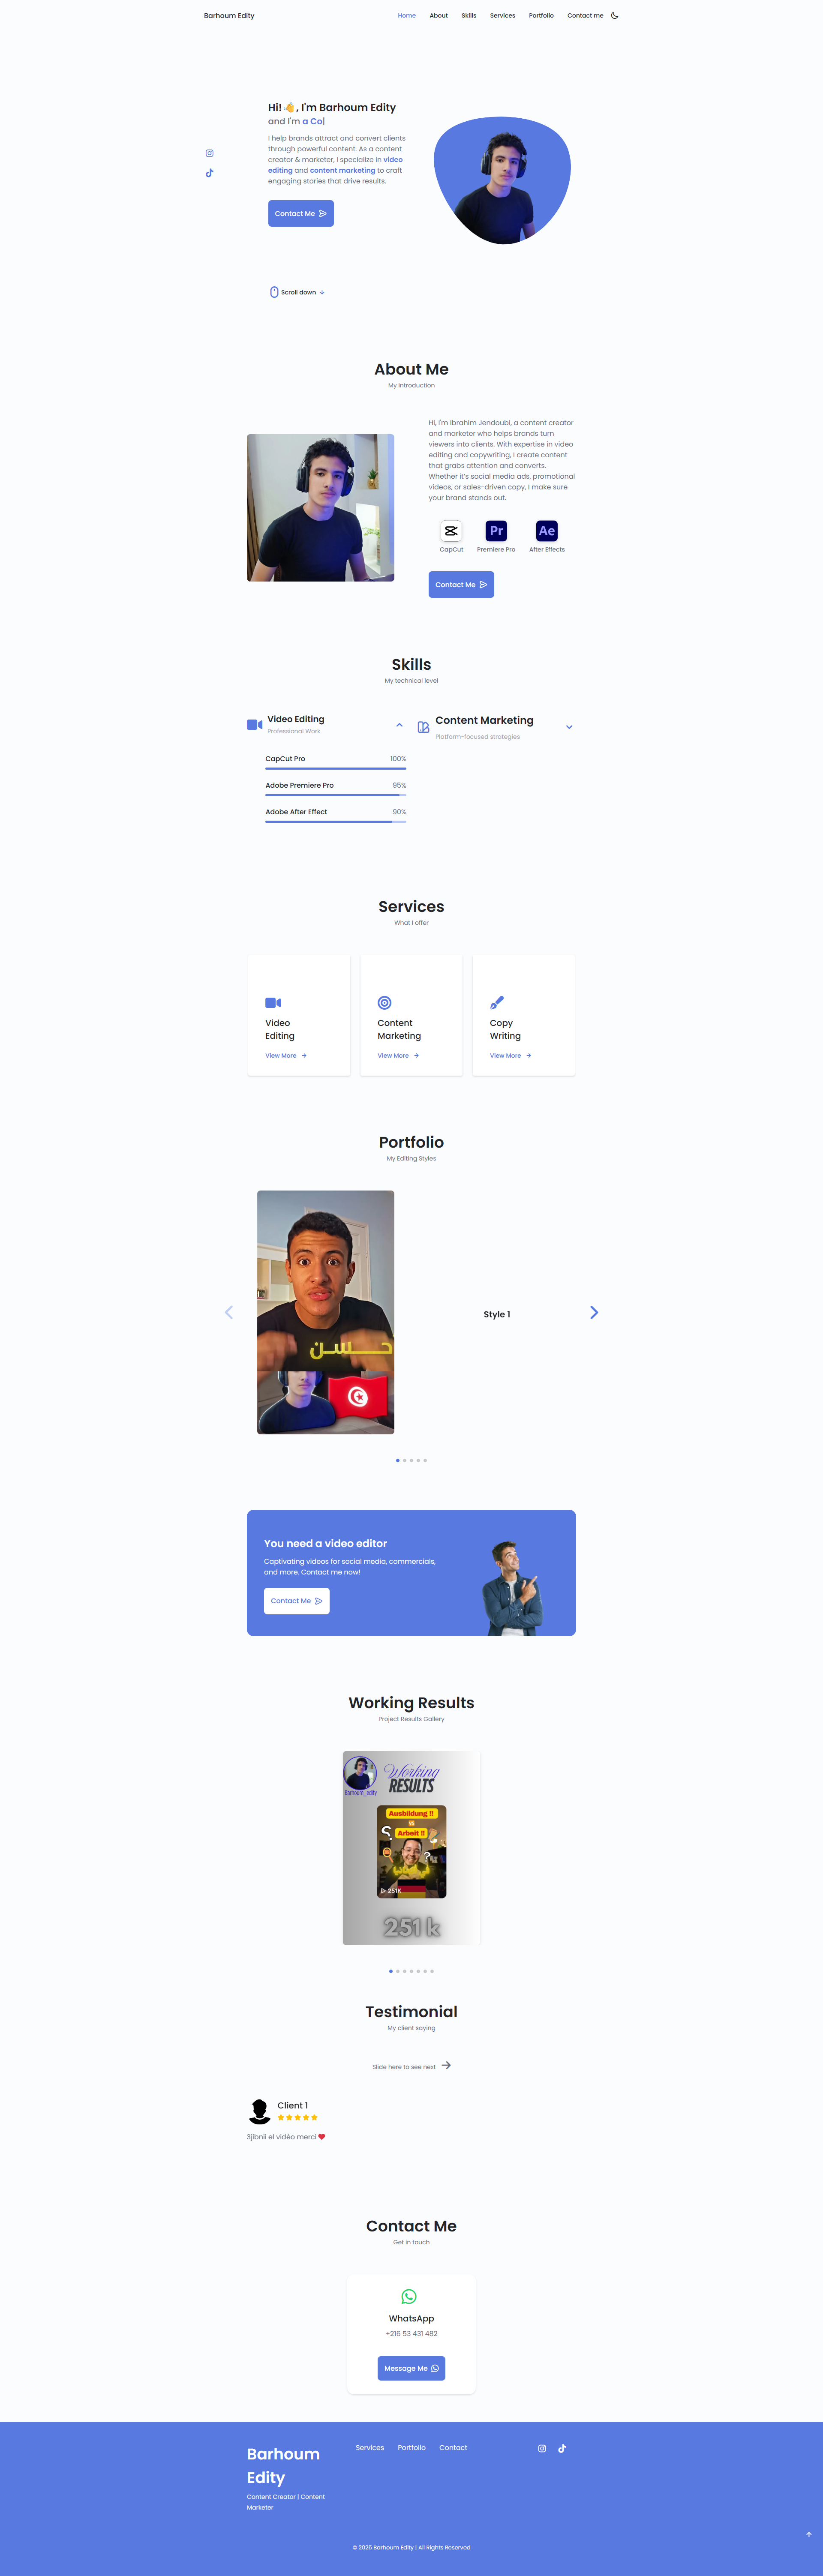 Barhoum Edity
Home
About
Skills
Services
Portfolio
Contact me
Hi! 👋, I'm Barhoum Edity
and I'm a Co|
I help brands attract and convert clients
through powerful content. As a content
creator & marketer, I specialize in video
editing and content marketing to craft
engaging stories that drive results.
Contact Me
Scroll down
About Me
My Introduction
Hi, I'm Ibrahim Jendoubi, a content creator
and marketer who helps brands turn
viewers into clients. With expertise in video
editing and copywriting, I create content
that grabs attention and converts.
Whether it's social media ads, promotional
videos, or sales-driven copy, I make sure
your brand stands out.
Pr
Ae
CapCut
Premiere Pro
After Effects
Contact Me
Skills
My technical level
Video Editing
Professional Work
CapCut Pro
100%
Adobe Premiere Pro
95%
Adobe After Effect
90%
Content Marketing
Platform-focused strategies
Services
What I offer
Video
Editing
View More
Content
Marketing
View More
Copy
Writing
View More
Portfolio
My Editing Styles
حسن
Style 1
You need a video editor
Captivating videos for social media, commercials,
and more. Contact me now!
Contact Me
Working Results
Project Results Gallery
Working
RESULTS
Barhoum_Edity
Ausbildung !!
VS
Arbeit !!
251K
251 k
Testimonial
My client saying
Slide here to see next
Client 1
3jibnii el vidéo merci ❤️
Contact Me
Get in touch
WhatsApp
+216 53 431 482
Message Me
Barhoum
Edity
Content Creator | Content
Marketer
Services
Portfolio
Contact
© 2025 Barhoum Edity | All Rights Reserved